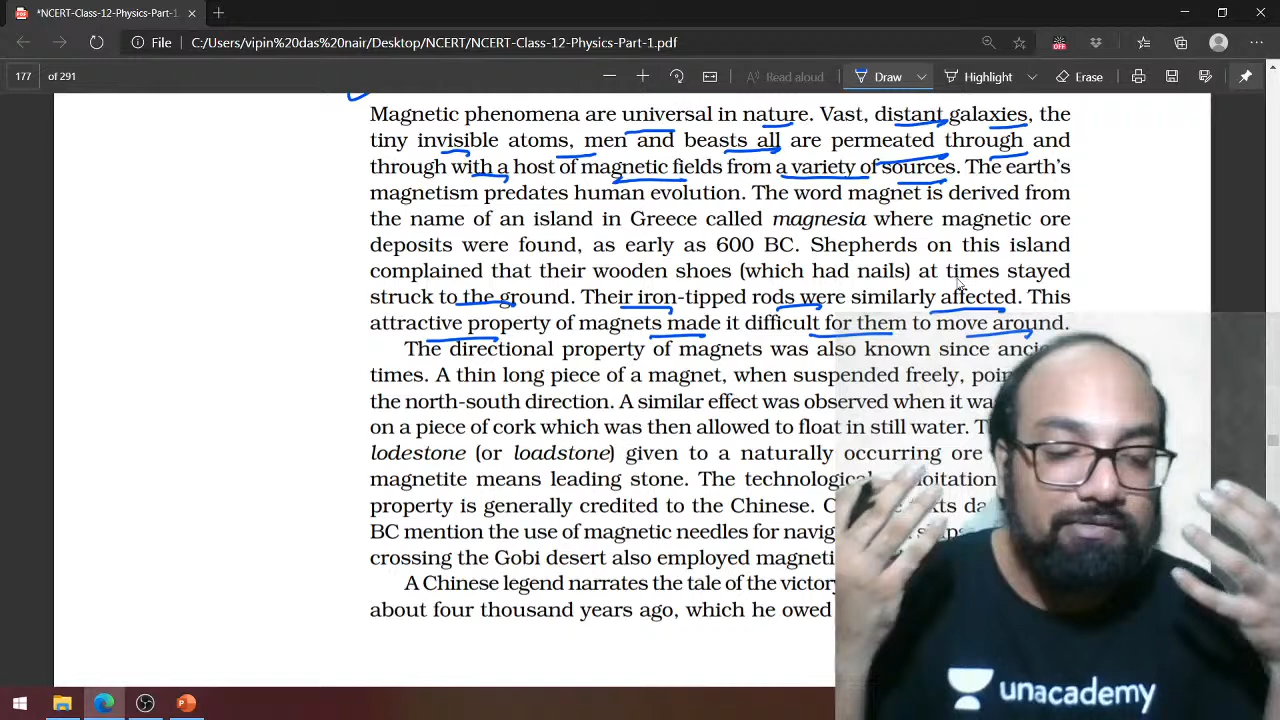 *NCERT-Class-12-Physics-Part-1.
File C:/Users/vipin%20das%20nair/Desktop/NCERT/NCERT-Class-12-Physics-Part-1.pdf
177 of 291 Read aloud Draw Highlight Erase
Magnetic phenomena are universal in nature. Vast, distant galaxies, the
tiny invisible atoms, men and beasts all are permeated through and
through with a host of magnetic fields from a variety of sources. The earth's
magnetism predates human evolution. The word magnet is derived from
the name of an island in Greece called magnesia where magnetic ore
deposits were found, as early as 600 BC. Shepherds on this island
complained that their wooden shoes (which had nails) at times stayed
struck to the ground. Their iron-tipped rods were similarly affected. This
attractive property of magnets made it difficult for them to move around.
The directional property of magnets was also known since
times. A thin long piece of a magnet, when suspended freely,
the north-south direction. A similar effect was observed when it
on a piece of cork which was then allowed to float in still water.
lodestone (or loadstone) given to a naturally occurring ore
magnetite means leading stone. The technological
property is generally credited to the Chinese.
BC mention the use of magnetic needles for
crossing the Gobi desert also employed
A Chinese legend narrates the tale of the victory
about four thousand years ago, which he owed
unacademy